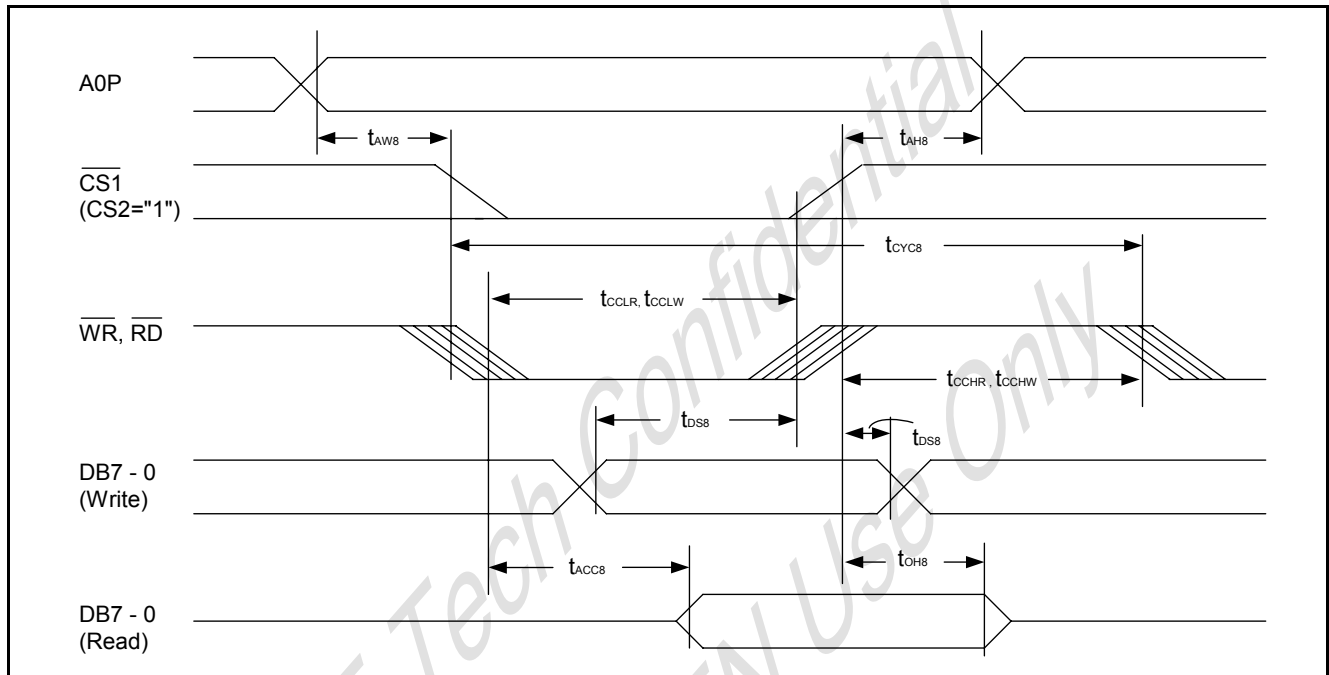 A0P
tAW8
tAH8
CS1
(CS2="1")
tCYC8
tCCLR, tCCLW
WR, RD
tCCHR, tCCHW
tDS8
tDS8
DB7 - 0
(Write)
tACC8
tOH8
DB7 - 0
(Read)
Tech Confidential
Use Only